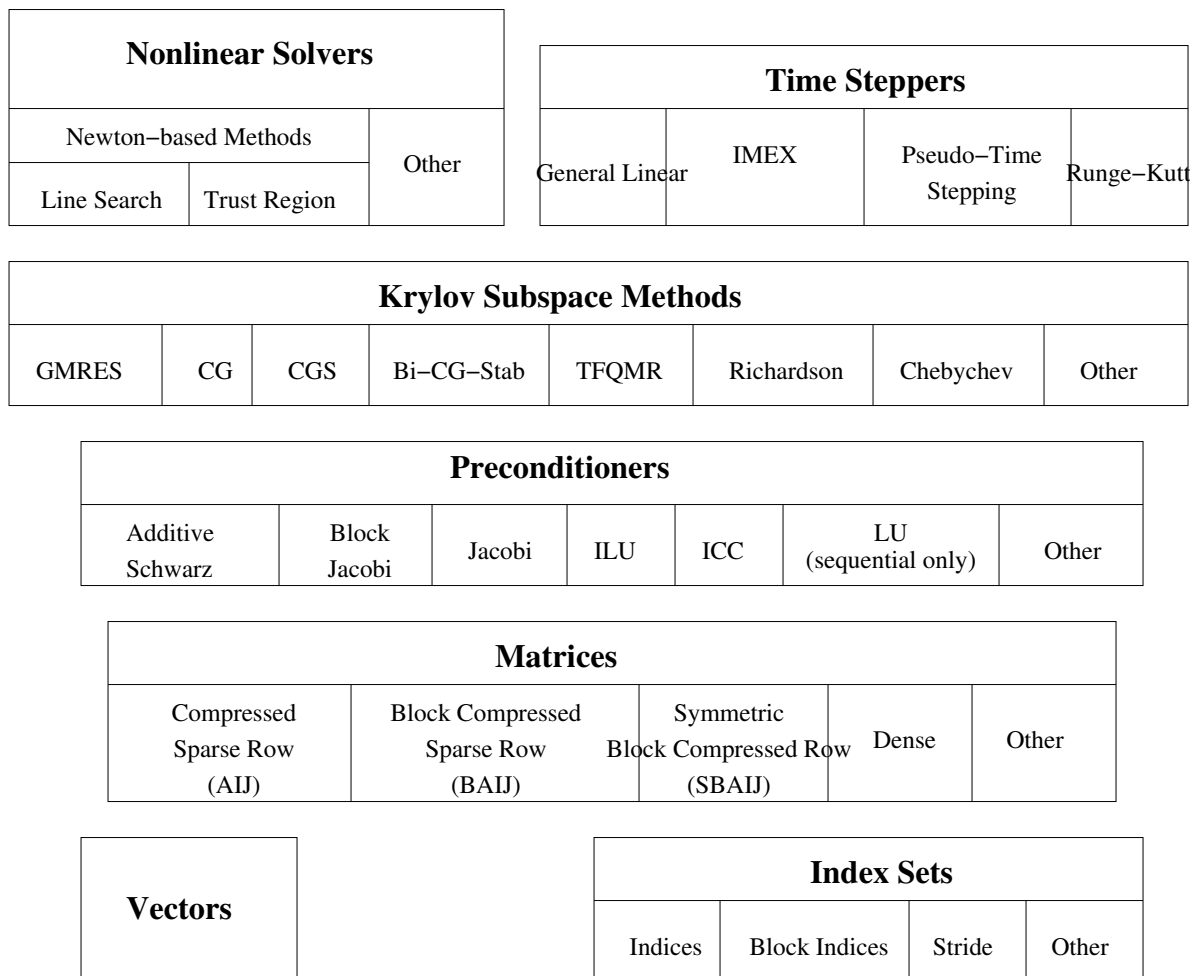 Nonlinear Solvers
Newton−based Methods
Line Search
Trust Region
Other
Time Steppers
General Linear
IMEX
Pseudo−Time
Stepping
Runge−Kutt
Krylov Subspace Methods
GMRES
CG
CGS
Bi−CG−Stab
TFQMR
Richardson
Chebychev
Other
Preconditioners
Additive
Schwarz
Block
Jacobi
Jacobi
ILU
ICC
LU
(sequential only)
Other
Matrices
Compressed
Sparse Row
(AIJ)
Block Compressed
Sparse Row
(BAIJ)
Symmetric
Block Compressed Row
(SBAIJ)
Dense
Other
Vectors
Index Sets
Indices
Block Indices
Stride
Other